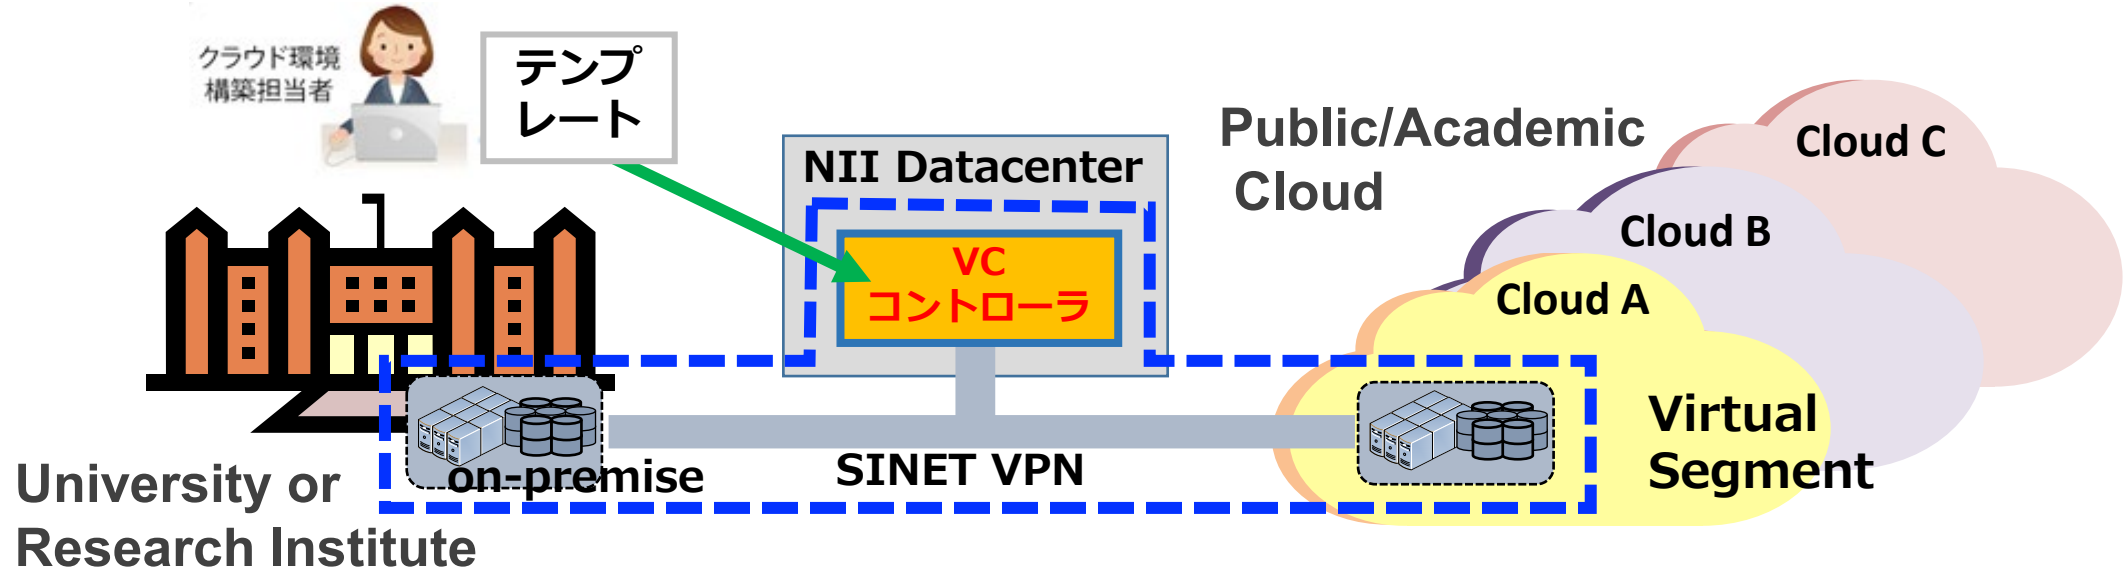 クラウド環境
構築担当者
テンプ
レート
NII Datacenter
VC
コントローラ
Public/Academic
Cloud
Cloud C
Cloud B
Cloud A
Virtual
Segment
on-premise
SINET VPN
University or
Research Institute